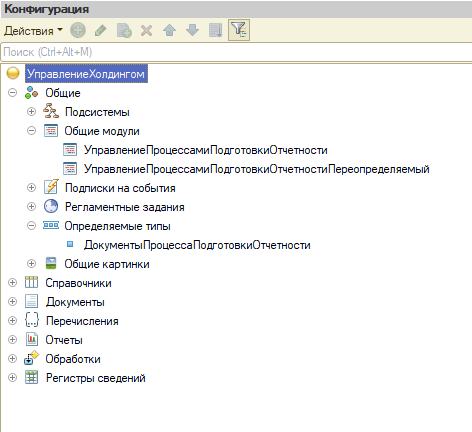 Конфигурация
Действия
Поиск (Ctrl+Alt+M)
УправлениеХолдингом
Общие
Подсистемы
Общие модули
УправлениеПроцессамиПодготовкиОтчетности
УправлениеПроцессамиПодготовкиОтчетностиПереопределяемый
Подписки на события
Регламентные задания
Определяемые типы
ДокументыПроцессаПодготовкиОтчетности
Общие картинки
Справочники
Документы
Перечисления
Отчеты
Обработки
Регистры сведений